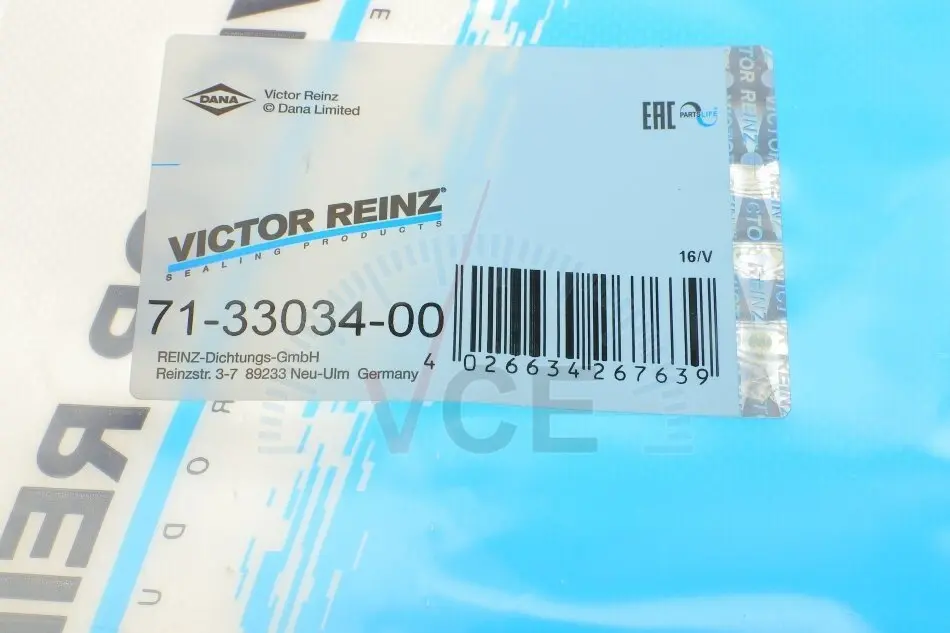 DANA
Victor Reinz
© Dana Limited
EAC
PARTSLIFE
VICTOR REINZ®
SEALING PRODUCTS
16/V
71-33034-00
4 026634 267639
REINZ-Dichtungs-GmbH
Reinzstr. 3-7 89233 Neu-Ulm Germany
VCE
REINZ
VICTOR
REI